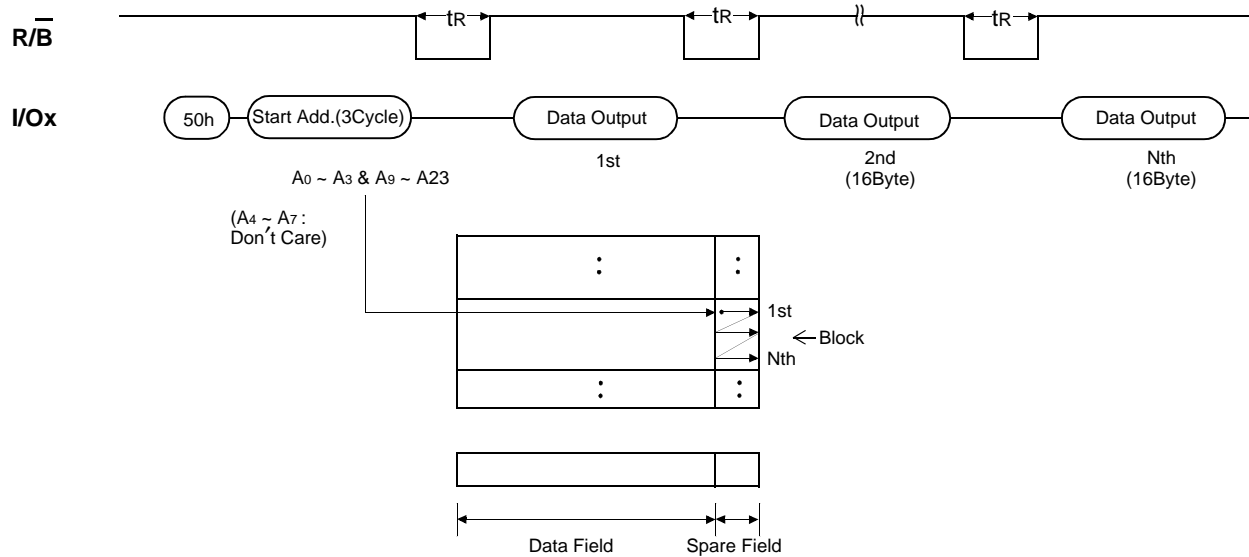 R/B
tR
tR
tR
I/Ox
50h
Start Add.(3Cycle)
Data Output
Data Output
Data Output
1st
2nd
(16Byte)
Nth
(16Byte)
A0 ~ A3 & A9 ~ A23
(A4 ~ A7 :
Don't Care)
1st
Block
Nth
Data Field
Spare Field